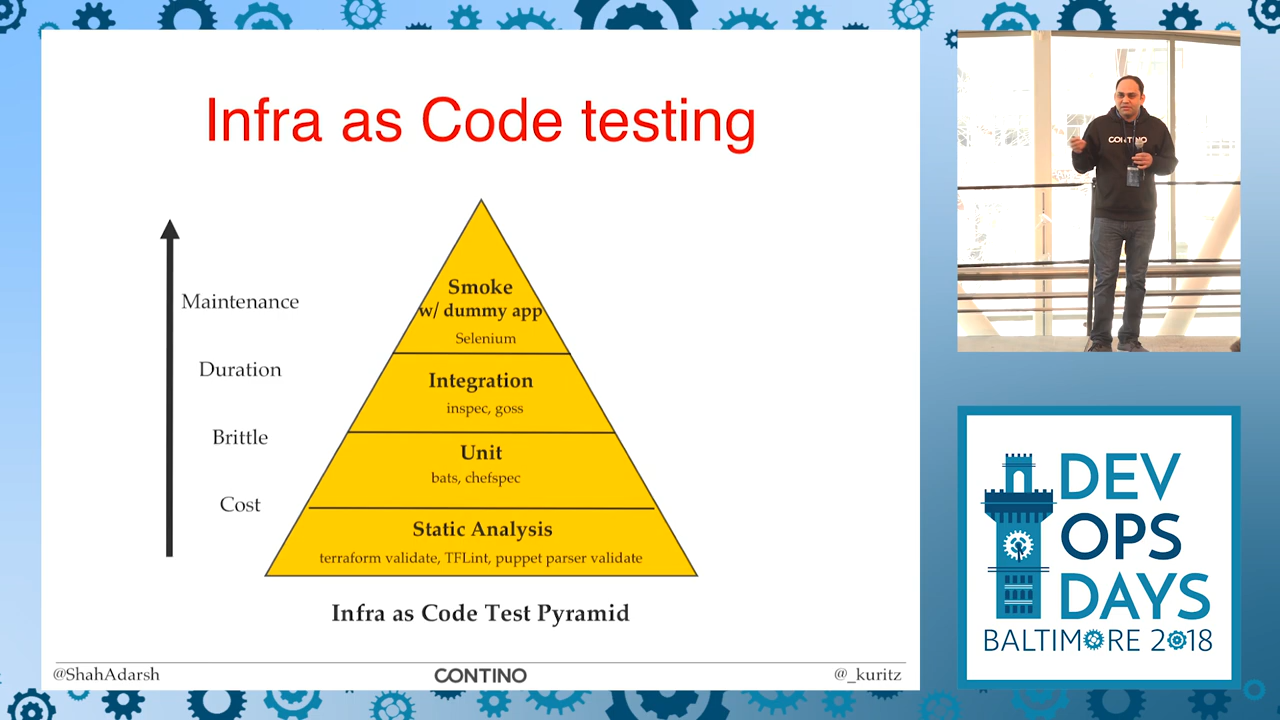 Infra as Code testing
Maintenance
Duration
Brittle
Cost
Smoke
w/ dummy app
Selenium
Integration
inspec, goss
Unit
bats, chefspec
Static Analysis
terraform validate, TFLint, puppet parser validate
Infra as Code Test Pyramid
@ShahAdarsh
CONTINO
@_kuritz
CONTINO
DEV
OPS
DAYS
BALTIMORE 2018